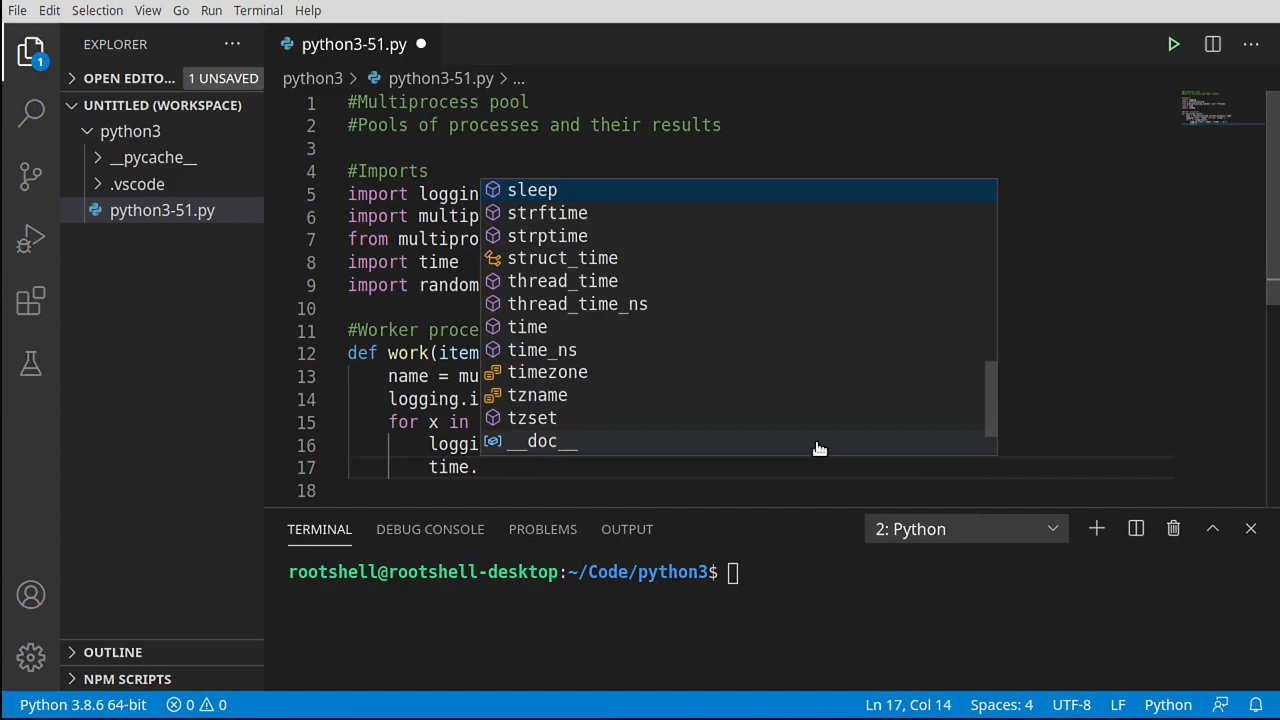 File Edit Selection View Go Run Terminal Help
EXPLORER
python3-51.py
OPEN EDITO... 1 UNSAVED
python3 > python3-51.py > ...
UNTITLED (WORKSPACE)
python3
__pycache__
.vscode
python3-51.py
1
1 #Multiprocess pool
2 #Pools of processes and their results
3
4 #Imports
5 import loggin
6 import multip
7 from multipro
8 import time
9 import random
10
11 #Worker proce
12 def work(item
13 name = mu
14 logging.i
15 for x in
16 loggi
17 time.
18
sleep
strftime
strptime
struct_time
thread_time
thread_time_ns
time
time_ns
timezone
tzname
tzset
__doc__
TERMINAL DEBUG CONSOLE PROBLEMS OUTPUT 2: Python
rootshell@rootshell-desktop:~/Code/python3$
OUTLINE
NPM SCRIPTS
Python 3.8.6 64-bit 0 0 Ln 17, Col 14 Spaces: 4 UTF-8 LF Python